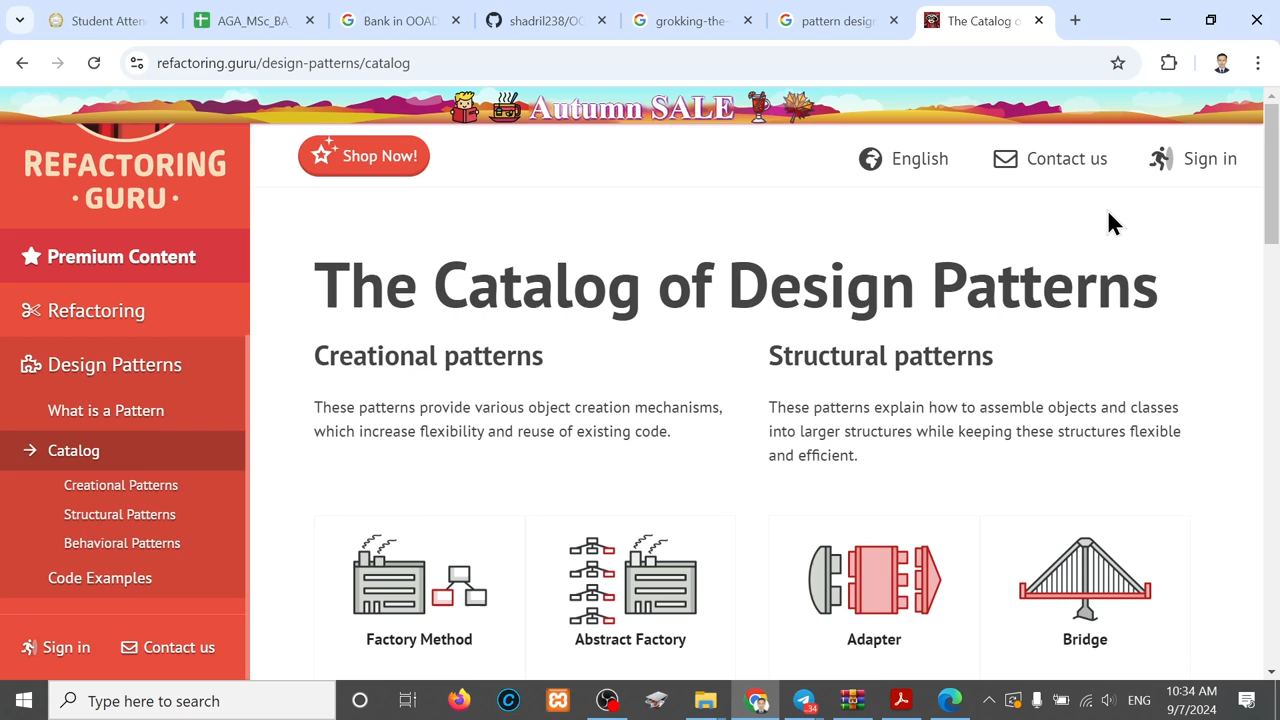 Student Atten
AGA_MSc_BA_
Bank in OOAD
shadril238/OC
grokking-the-
pattern design
The Catalog o
refactoring.guru/design-patterns/catalog
Autumn SALE
REFACTORING
·GURU·
Shop Now!
English
Contact us
Sign in
Premium Content
Refactoring
Design Patterns
What is a Pattern
Catalog
Creational Patterns
Structural Patterns
Behavioral Patterns
Code Examples
Sign in
Contact us
The Catalog of Design Patterns
Creational patterns
These patterns provide various object creation mechanisms,
which increase flexibility and reuse of existing code.
Factory Method
Abstract Factory
Structural patterns
These patterns explain how to assemble objects and classes
into larger structures while keeping these structures flexible
and efficient.
Adapter
Bridge
Type here to search
34
ENG
10:34 AM
9/7/2024